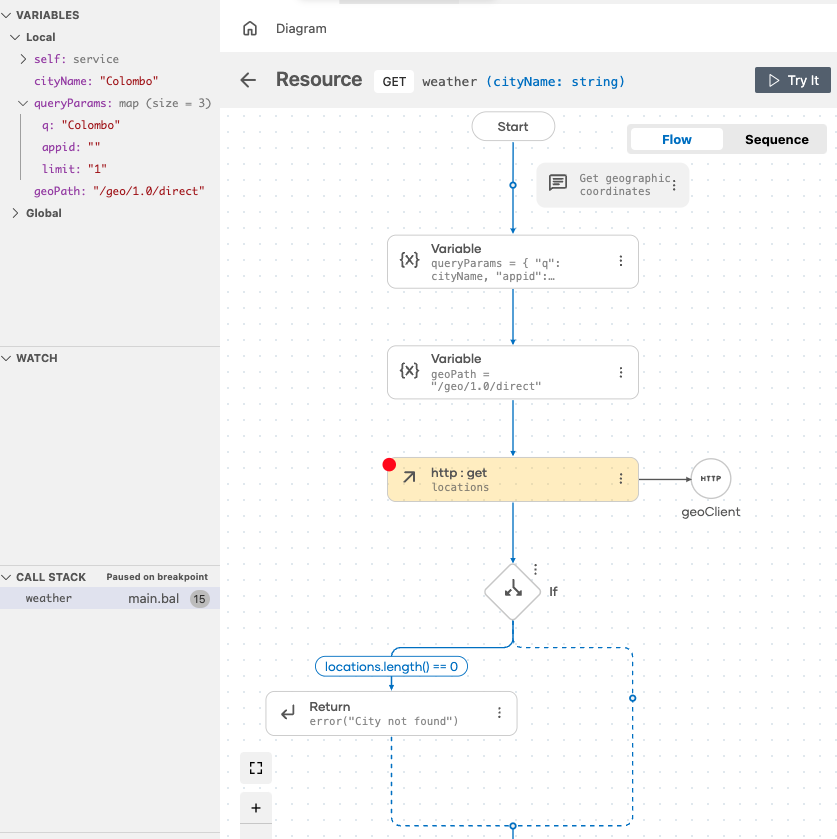 VARIABLES
Local
self: service
cityName: "Colombo"
queryParams: map (size = 3)
q: "Colombo"
appid: ""
limit: "1"
geoPath: "/geo/1.0/direct"
Global
WATCH
CALL STACK Paused on breakpoint
weather main.bal 15
Diagram
Resource GET weather (cityName: string)
Try It
Start
Flow Sequence
Get geographic
coordinates
{x} Variable
queryParams = { "q":
cityName, "appid":…
{x} Variable
geoPath =
"/geo/1.0/direct"
http : get
locations
HTTP
geoClient
If
locations.length() == 0
Return
error("City not found")
+